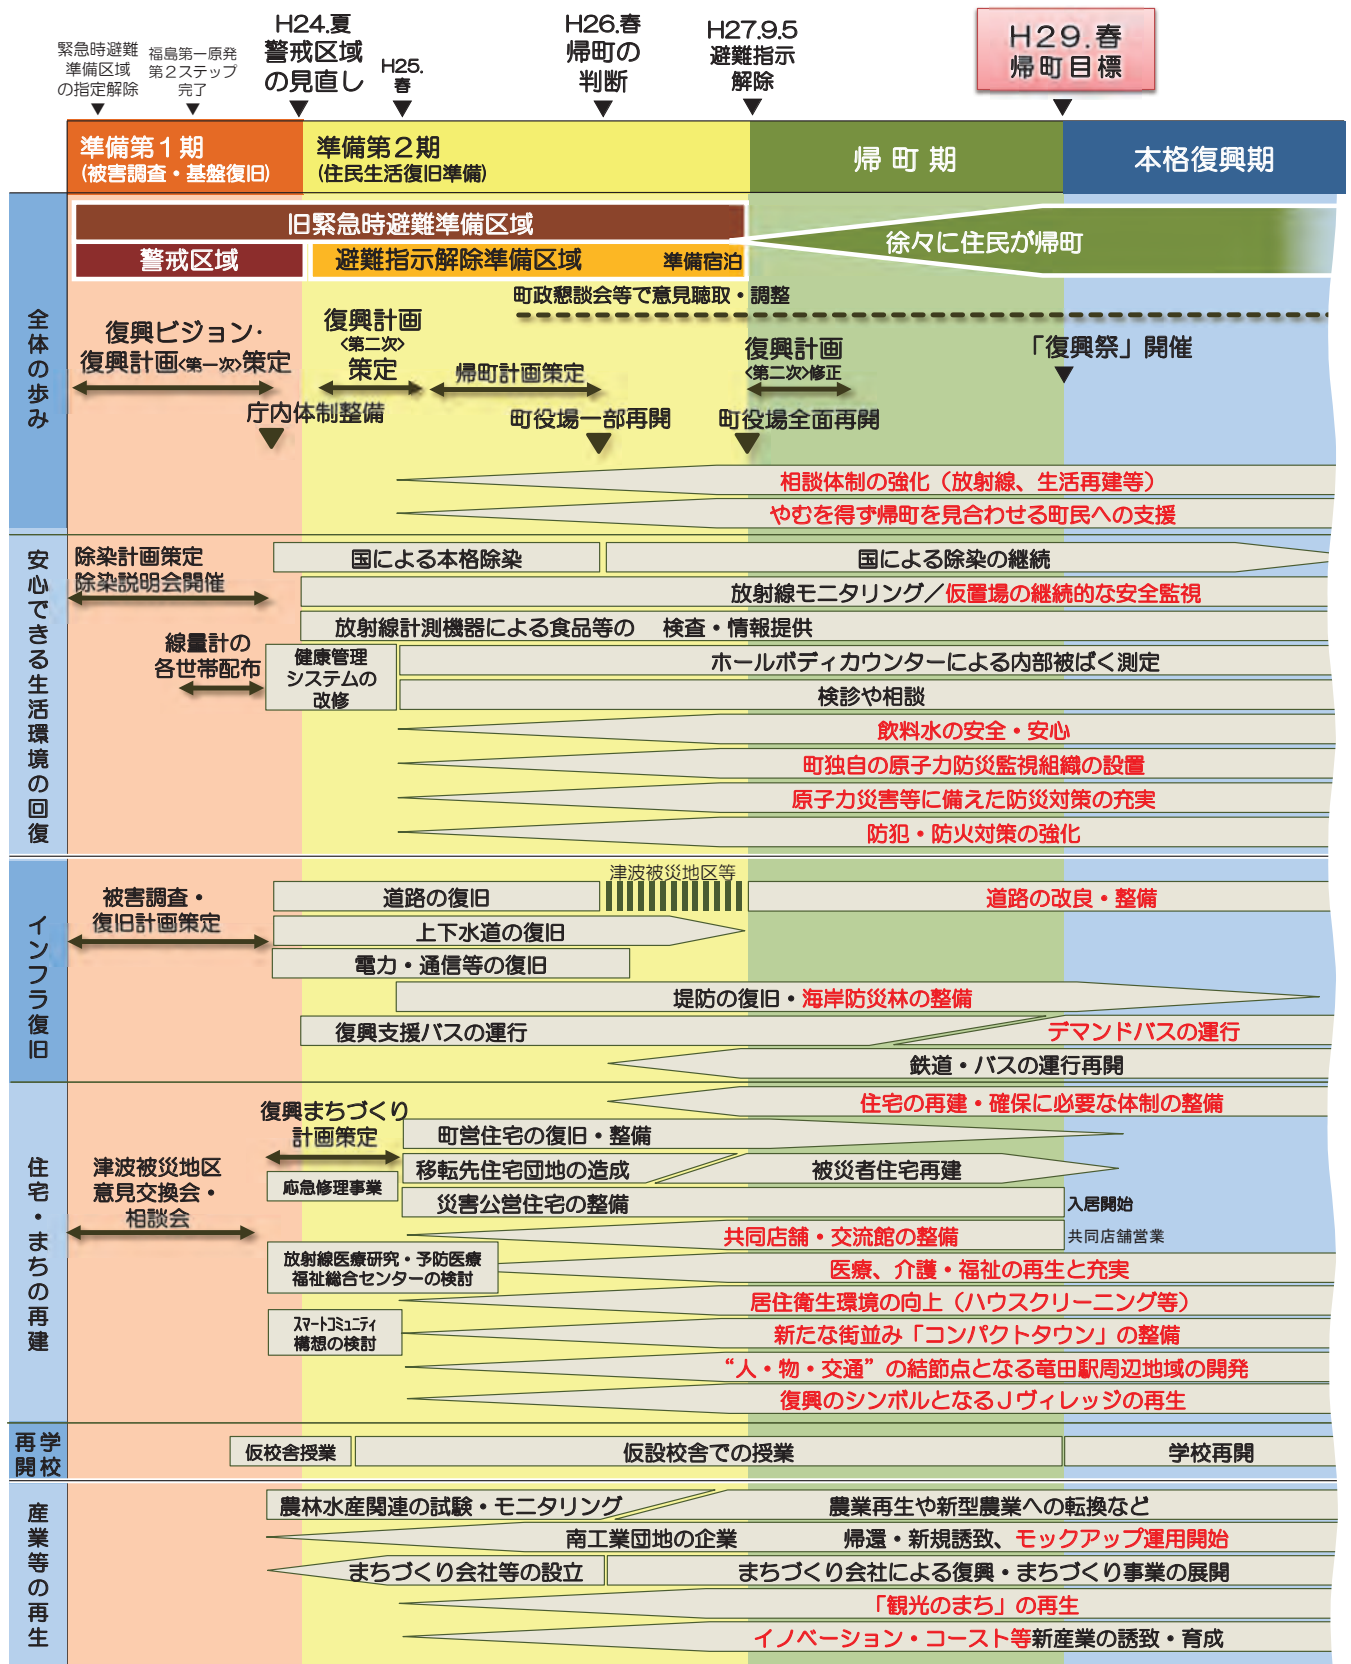 緊急時避難
準備区域
の指定解除
福島第一原発
第2ステップ
完了
H24.夏
警戒区域
の見直し
H25.
春
H26.春
帰町の
判断
H27.9.5
避難指示
解除
H29.春
帰町目標
準備第1期
(被害調査・基盤復旧)
準備第2期
(住民生活復旧準備)
帰町期
本格復興期
全体の歩み
旧緊急時避難準備区域
警戒区域
避難指示解除準備区域
準備宿泊
徐々に住民が帰町
町政懇談会等で意見聴取・調整
復興ビジョン・
復興計画<第一次>策定
復興計画
<第二次>
策定
帰町計画策定
復興計画
<第二次>修正
「復興祭」開催
庁内体制整備
町役場一部再開
町役場全面再開
相談体制の強化（放射線、生活再建等）
やむを得ず帰町を見合わせる町民への支援
安心できる生活環境の回復
除染計画策定
除染説明会開催
国による本格除染
国による除染の継続
放射線モニタリング／仮置場の継続的な安全監視
放射線計測機器による食品等の　検査・情報提供
線量計の
各世帯配布
健康管理
システムの
改修
ホールボディカウンターによる内部被ばく測定
検診や相談
飲料水の安全・安心
町独自の原子力防災監視組織の設置
原子力災害等に備えた防災対策の充実
防犯・防火対策の強化
インフラ復旧
被害調査・
復旧計画策定
道路の復旧
津波被災地区等
道路の改良・整備
上下水道の復旧
電力・通信等の復旧
堤防の復旧・海岸防災林の整備
復興支援バスの運行
デマンドバスの運行
鉄道・バスの運行再開
住宅・まちの再建
住宅の再建・確保に必要な体制の整備
復興まちづくり
計画策定
町営住宅の復旧・整備
津波被災地区
意見交換会・
相談会
移転先住宅団地の造成
被災者住宅再建
応急修理事業
災害公営住宅の整備
入居開始
共同店舗・交流館の整備
共同店舗営業
放射線医療研究・予防医療
福祉総合センターの検討
医療、介護・福祉の再生と充実
居住衛生環境の向上（ハウスクリーニング等）
スマートコミュニティ
構想の検討
新たな街並み「コンパクトタウン」の整備
“人・物・交通”の結節点となる竜田駅周辺地域の開発
復興のシンボルとなるJヴィレッジの再生
学校
再開
仮校舎授業
仮設校舎での授業
学校再開
産業等の再生
農林水産関連の試験・モニタリング
農業再生や新型農業への転換など
南工業団地の企業　帰還・新規誘致、モックアップ運用開始
まちづくり会社等の設立
まちづくり会社による復興・まちづくり事業の展開
「観光のまち」の再生
イノベーション・コースト等新産業の誘致・育成